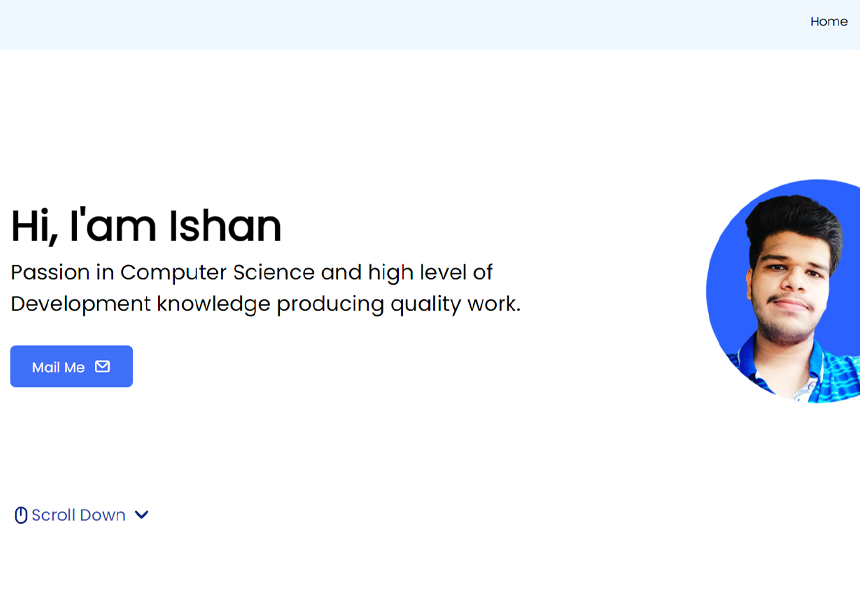 Home
Hi, I'am Ishan
Passion in Computer Science and high level of
Development knowledge producing quality work.
Mail Me
Scroll Down